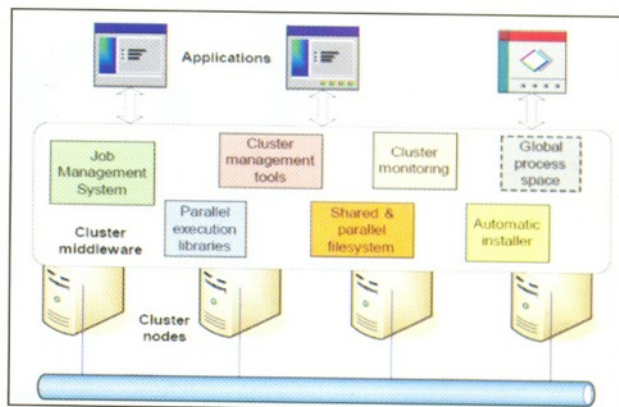 Applications
Job
Management
System
Cluster
management
tools
Cluster
monitoring
Global
process
space
Cluster
middleware
Parallel
execution
libraries
Shared &
parallel
filesystem
Automatic
installer
Cluster
nodes